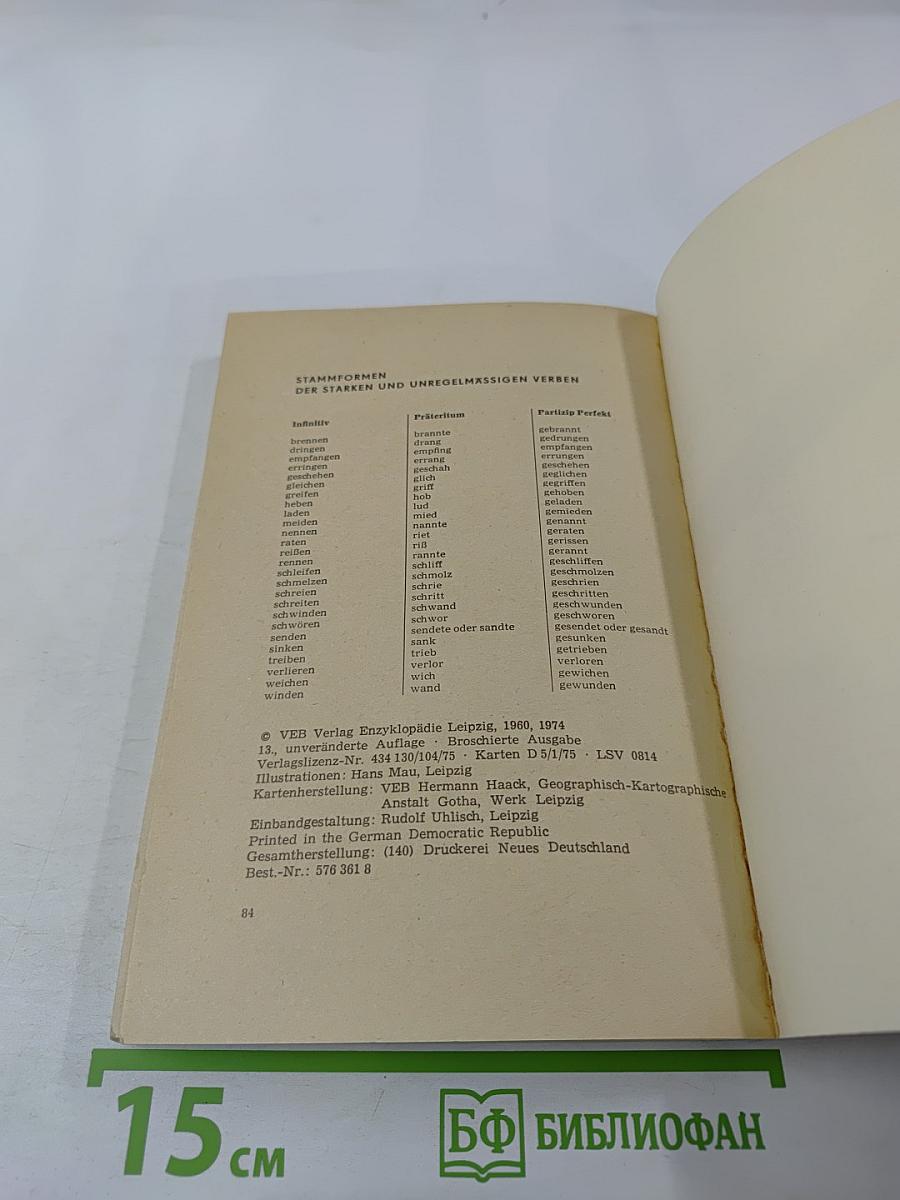 STAMMFORMEN
DER STARKEN UND UNREGELMÄSSIGEN VERBEN
Infinitiv Präteritum Partizip Perfekt
brennen brannte gebrannt
dringen drang gedrungen
empfangen empfing empfangen
erringen errang errungen
geschehen geschah geschehen
gleichen glich geglichen
greifen griff gegriffen
heben hob gehoben
laden lud geladen
meiden mied gemieden
nennen nannte genannt
raten riet geraten
reißen riß gerissen
rennen rannte gerannt
schleifen schliff geschliffen
schmelzen schmolz geschmolzen
schreien schrie geschrien
schreiten schritt geschritten
schwinden schwand geschwunden
schwören schwor geschworen
senden sendete oder sandte gesendet oder gesandt
sinken sank gesunken
treiben trieb getrieben
verlieren verlor verloren
weichen wich gewichen
winden wand gewunden
© VEB Verlag Enzyklopädie Leipzig, 1960, 1974
13., unveränderte Auflage · Broschierte Ausgabe
Verlagslizenz-Nr. 434 130/104/75 · Karten D 5/1/75 · LSV 0814
Illustrationen: Hans Mau, Leipzig
Kartenherstellung: VEB Hermann Haack, Geographisch-Kartographische
Anstalt Gotha, Werk Leipzig
Einbandgestaltung: Rudolf Uhlisch, Leipzig
Printed in the German Democratic Republic
Gesamtherstellung: (140) Druckerei Neues Deutschland
Best.-Nr.: 576 361 8
84
15 см
БФ БИБЛИОФАН